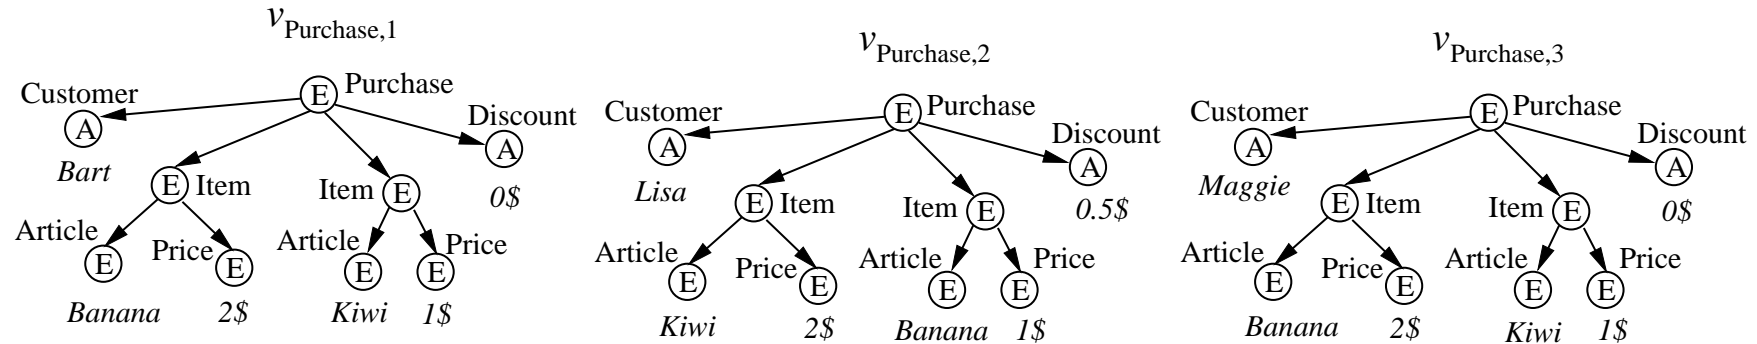 v_Purchase,1
Customer
A
Bart
E Purchase
Discount
A
0$
E Item
Item E
Article
E
Banana
Price
E
2$
Article
E
Kiwi
Price
E
1$
v_Purchase,2
Customer
A
Lisa
E Purchase
Discount
A
0.5$
E Item
Item E
Article
E
Kiwi
Price
E
2$
Article
E
Banana
Price
E
1$
v_Purchase,3
Customer
A
Maggie
E Purchase
Discount
A
0$
E Item
Item E
Article
E
Banana
Price
E
2$
Article
E
Kiwi
Price
E
1$